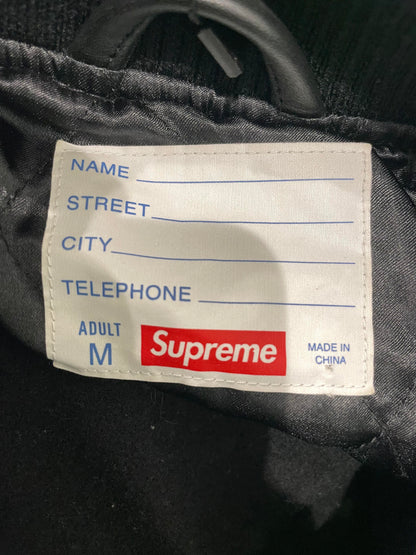 NAME
STREET
CITY
TELEPHONE
ADULT
M
Supreme
MADE IN
CHINA